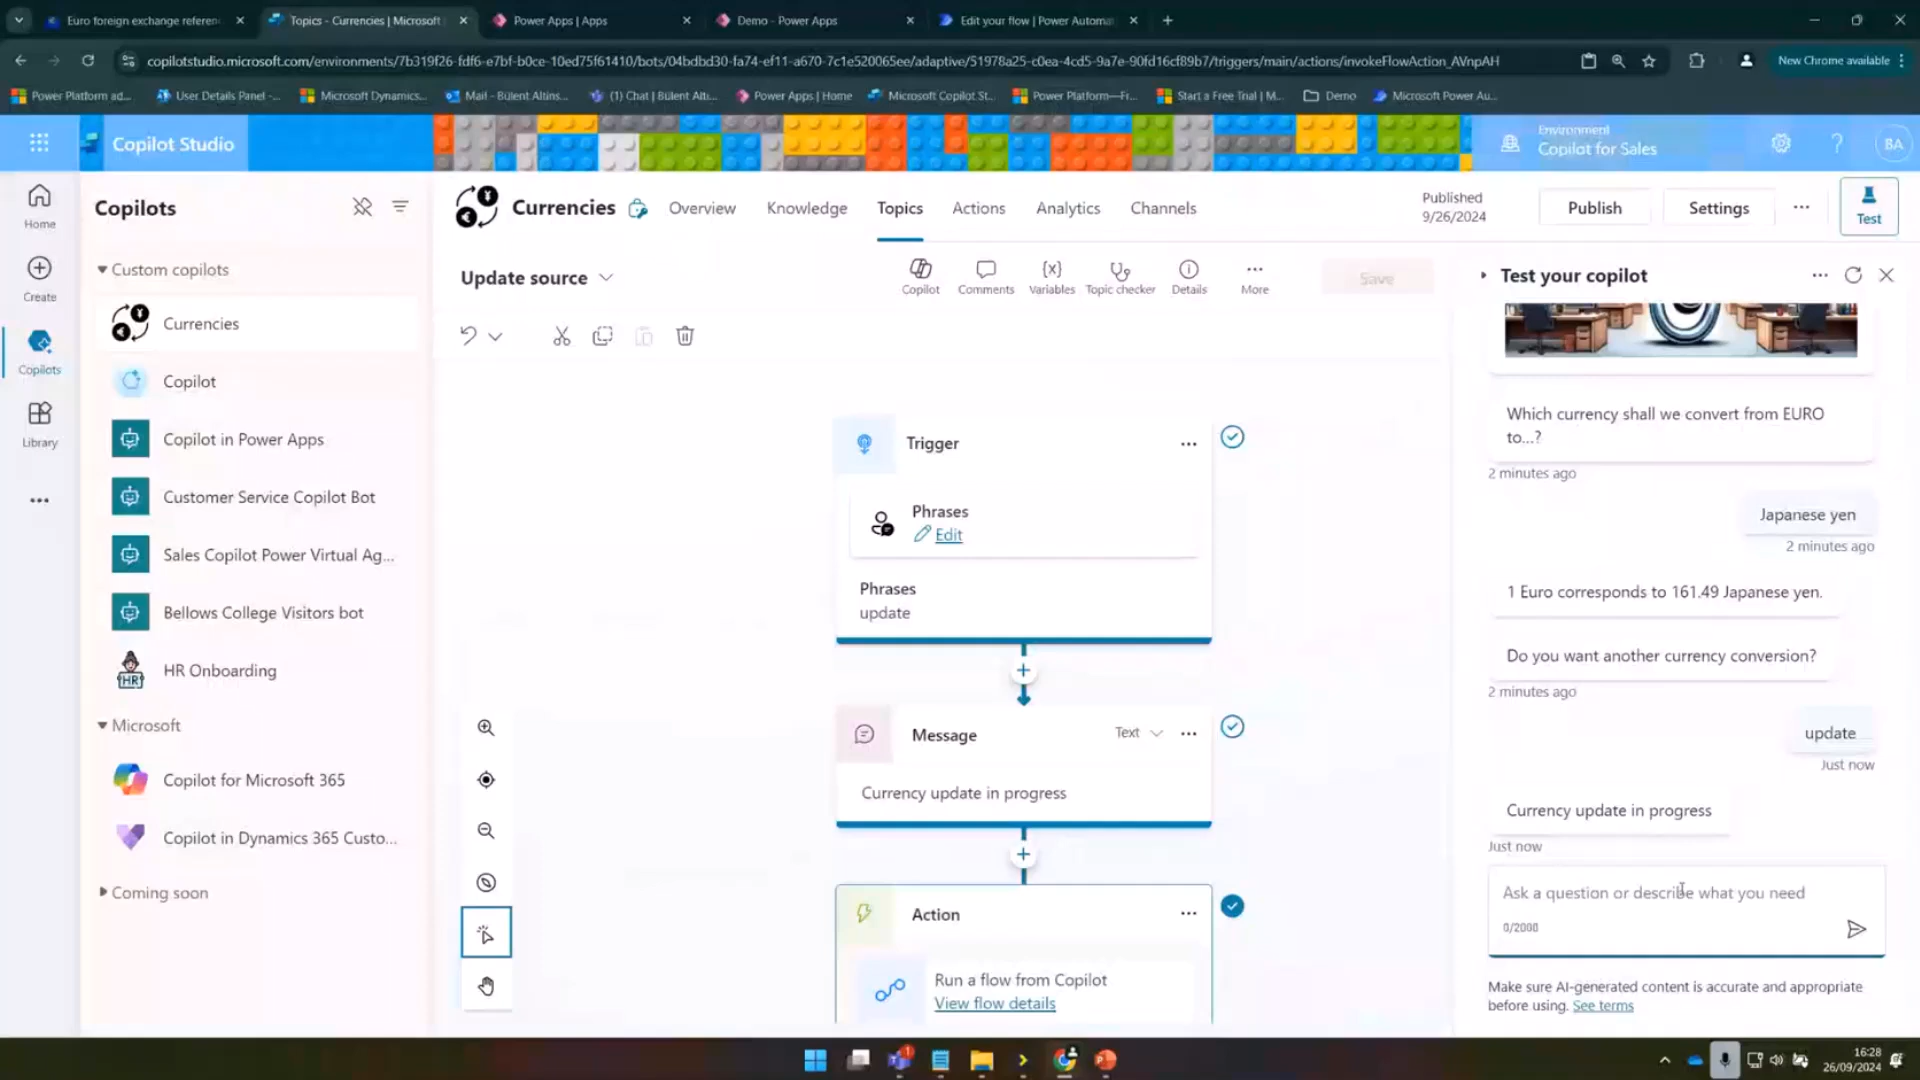 Euro foreign exchange referen
Topics - Currencies | Microsoft
Power Apps | Apps
Demo - Power Apps
Edit your flow | Power Automat
copilotstudio.microsoft.com/environments/7b319f26-fdf6-e7bf-b0ce-10ed75f61410/bots/04bdbd30-fa74-ef11-a670-7c1e520065ee/adaptive/51978a25-c0ea-4cd5-9a7e-90fd16cf89b7/triggers/main/actions/invokeFlowAction_AVnpAH
New Chrome available
Power Platform ad...
User Details Panel -...
Microsoft Dynamics...
Mail - Bülent Altins...
(1) Chat | Bülent Altı...
Power Apps | Home
Microsoft Copilot St...
Power Platform—Fr...
Start a Free Trial | M...
Demo
Microsoft Power Au...
Copilot Studio
Environment
Copilot for Sales
BA
Home
Create
Copilots
Library
Copilots
Custom copilots
Currencies
Copilot
Copilot in Power Apps
Customer Service Copilot Bot
Sales Copilot Power Virtual Ag...
Bellows College Visitors bot
HR
HR Onboarding
Microsoft
Copilot for Microsoft 365
Copilot in Dynamics 365 Custo...
Coming soon
Currencies
Overview
Knowledge
Topics
Actions
Analytics
Channels
Published
9/26/2024
Publish
Settings
Test
Update source
Copilot
Comments
Variables
Topic checker
Details
More
Save
Trigger
Phrases
Edit
Phrases
update
Message
Text
Currency update in progress
Action
Run a flow from Copilot
View flow details
Test your copilot
Which currency shall we convert from EURO
to...?
2 minutes ago
Japanese yen
2 minutes ago
1 Euro corresponds to 161.49 Japanese yen.
Do you want another currency conversion?
2 minutes ago
update
Just now
Currency update in progress
Just now
Ask a question or describe what you need
0/2000
Make sure AI-generated content is accurate and appropriate
before using. See terms
16:28
26/09/2024